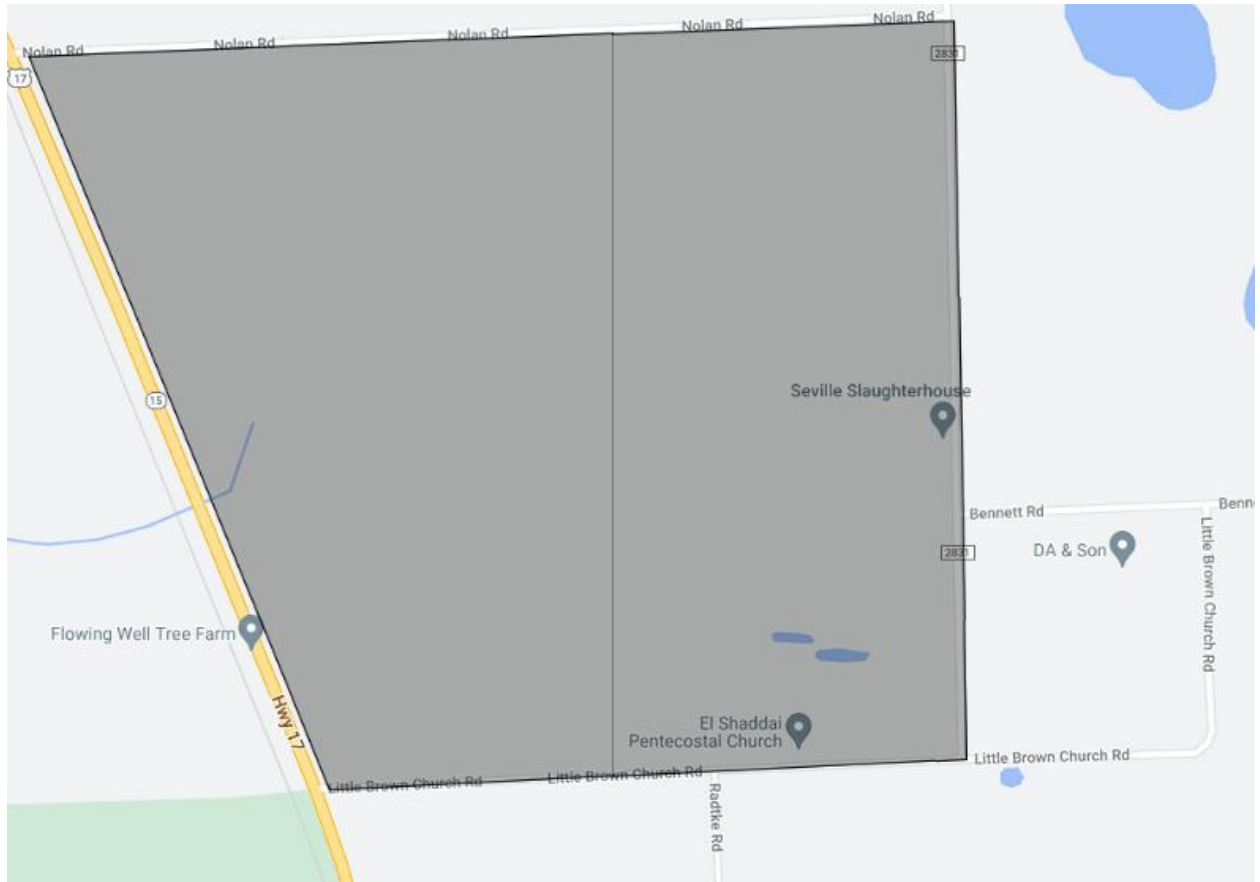 Nolan Rd
Nolan Rd
Nolan Rd
Nolan Rd
Nolan Rd
17
2831
Seville Slaughterhouse
15
Bennett Rd
Benne
DA & Son
2831
Little Brown Church Rd
Flowing Well Tree Farm
Hwy 17
El Shaddai
Pentecostal Church
Little Brown Church Rd
Little Brown Church Rd
Little Brown Church Rd
Radtke Rd